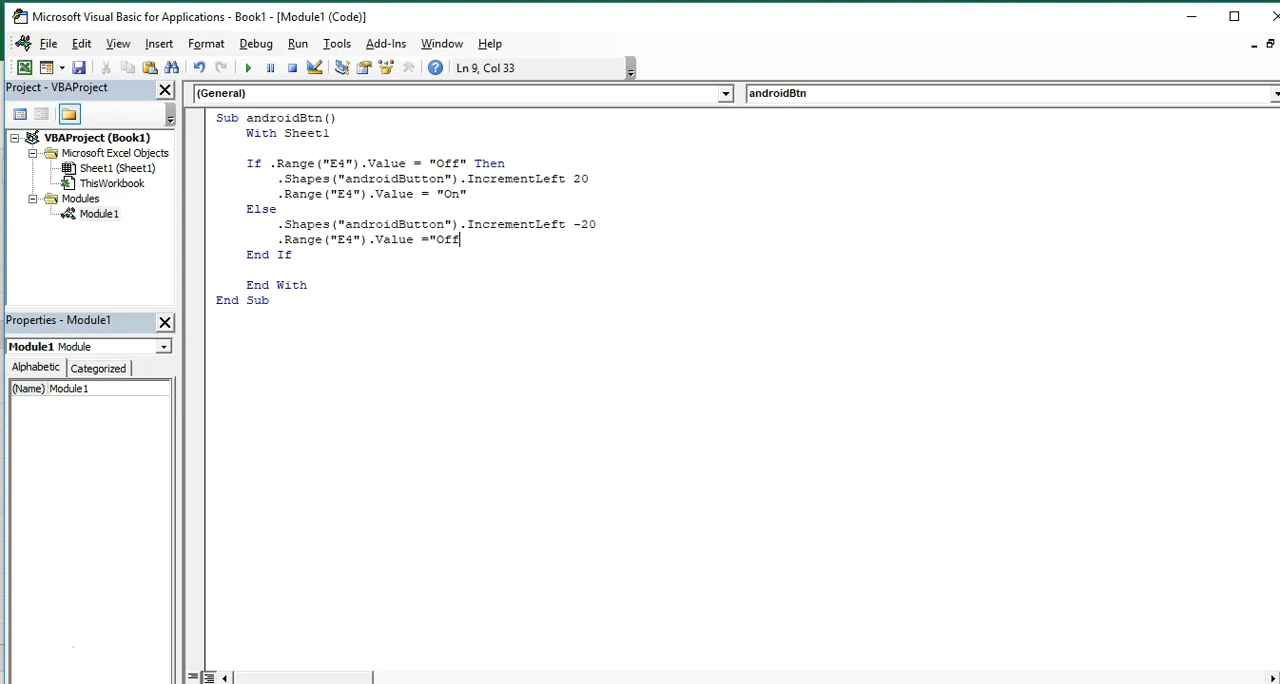 Microsoft Visual Basic for Applications - Book1 - [Module1 (Code)]
File Edit View Insert Format Debug Run Tools Add-Ins Window Help
Ln 9, Col 33
Project - VBAProject
(General)
androidBtn
VBAProject (Book1)
Microsoft Excel Objects
Sheet1 (Sheet1)
ThisWorkbook
Modules
Module1
Properties - Module1
Module1 Module
Alphabetic Categorized
(Name) Module1
Sub androidBtn()
With Sheet1
If .Range("E4").Value = "Off" Then
.Shapes("androidButton").IncrementLeft 20
.Range("E4").Value = "On"
Else
.Shapes("androidButton").IncrementLeft -20
.Range("E4").Value ="Off
End If
End With
End Sub